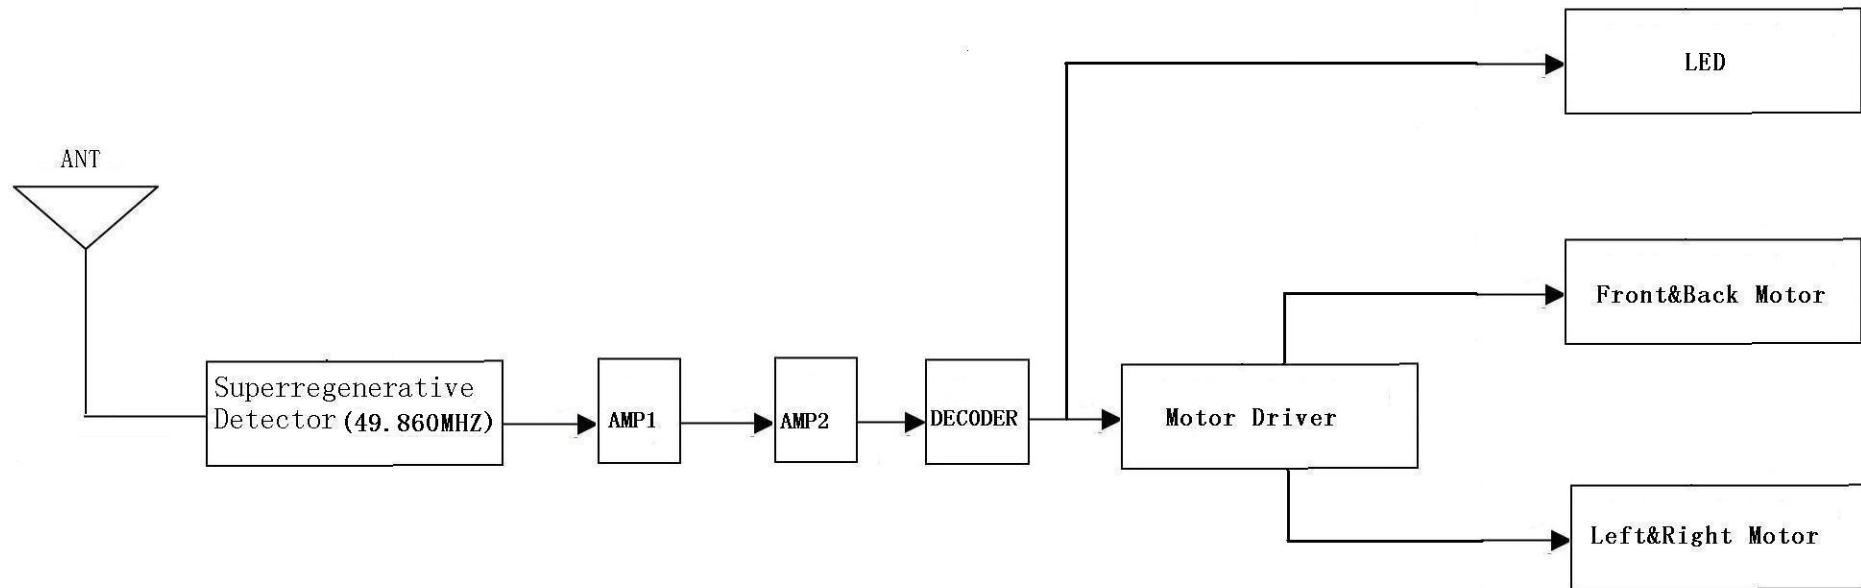 LED
ANT
Front&Back Motor
Superregenerative
Detector (49.860MHZ)
AMP1
AMP2
DECODER
Motor Driver
Left&Right Motor